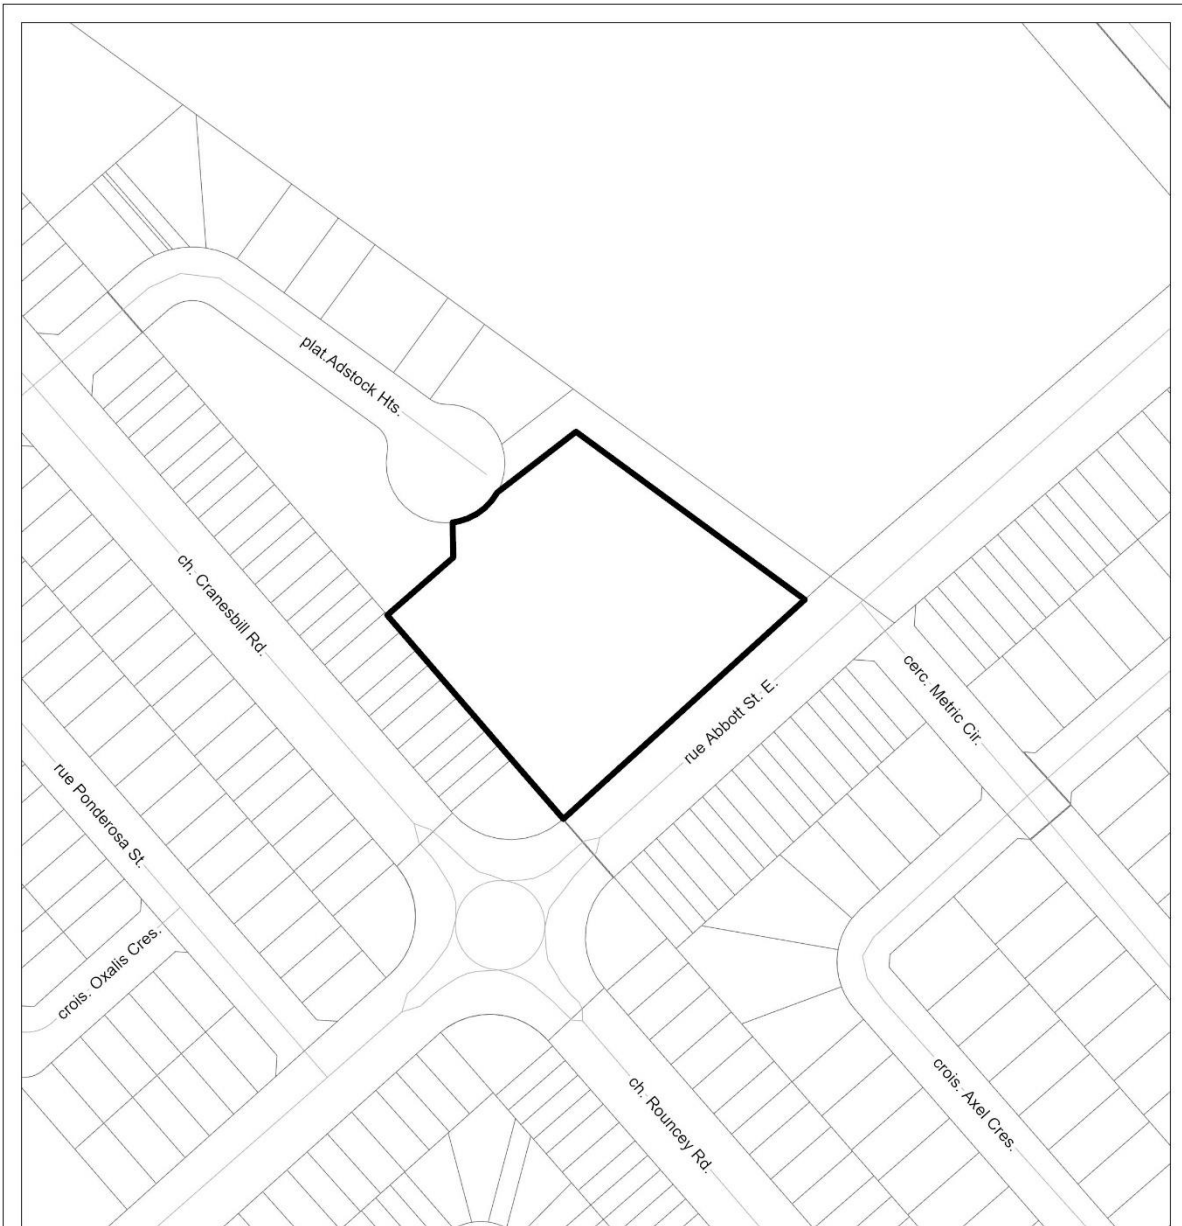 plat.Adstock Hts.
ch. Cranesbill Rd.
cerc. Metric Cir.
rue Abbott St. E.
rue Ponderosa St.
crois. Oxalis Cres.
crois. Axel Cres.
ch. Rouncey Rd.